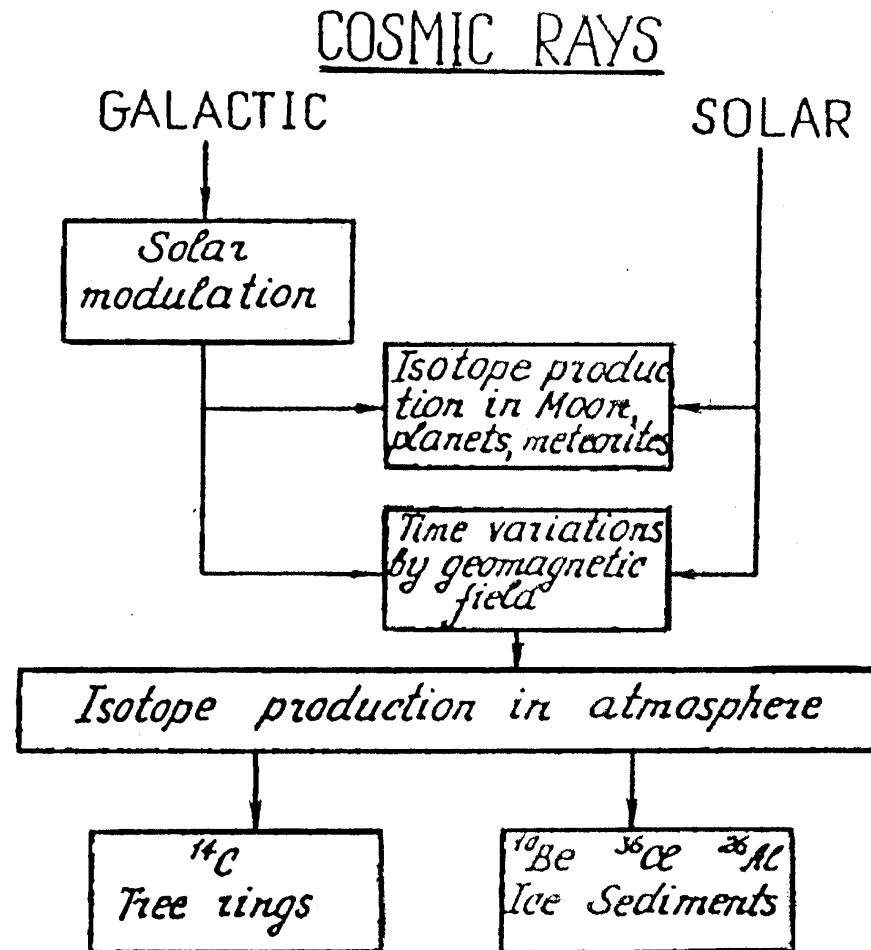 COSMIC RAYS
GALACTIC
SOLAR
Solar
modulation
Isotope produc
tion in Moon,
planets, meteorites
Time variations
by geomagnetic
field
Isotope production in atmosphere
¹⁴C
Tree rings
¹⁰Be ³⁶Cl ²⁶Al
Ice Sediments